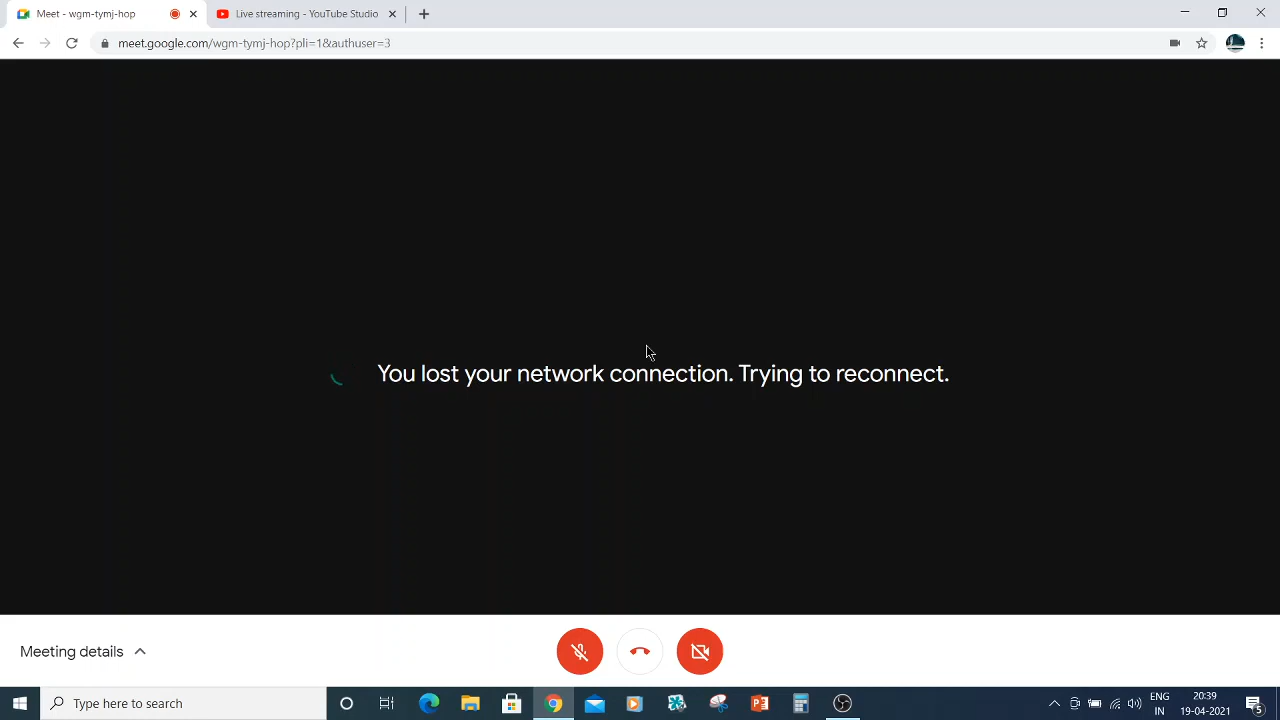 Meet - wgm-tymj-hop
Live streaming - YouTube Studio
meet.google.com/wgm-tymj-hop?pli=1&authuser=3
You lost your network connection. Trying to reconnect.
Meeting details
Type here to search
ENG
IN
20:39
19-04-2021
5